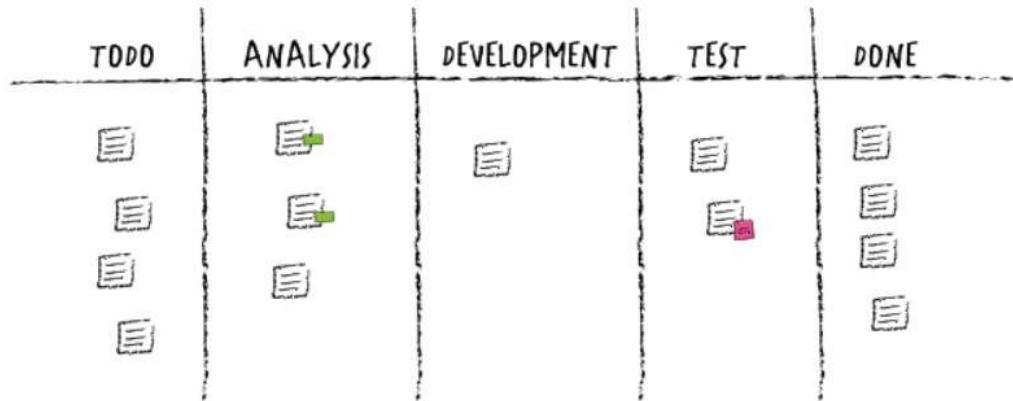 TODO
ANALYSIS
DEVELOPMENT
TEST
DONE